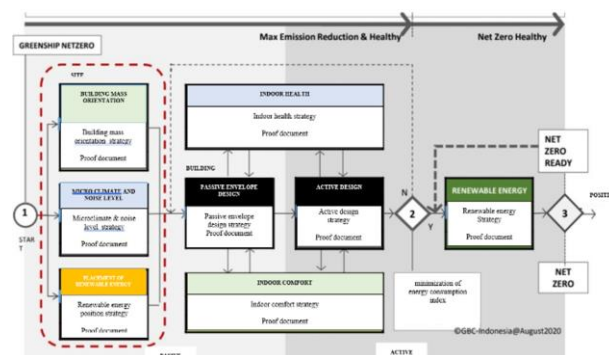 Max Emission Reduction & Healthy
Net Zero Healthy
GREENSHIP NETZERO
SITE
BUILDING MASS
ORIENTATION
Building mass
orientation strategy
Proof document
MICRO CLIMATE AND
NOISE LEVEL
Microclimate & noise
level strategy
Proof document
PLACEMENT OF
RENEWABLE ENERGY
Renewable energy
position strategy
Proof document
1
STAR
T
INDOOR HEALTH
Indoor health strategy
Proof document
BUILDING
PASSIVE ENVELOPE
DESIGN
Passive envelope
design strategy
Proof document
ACTIVE DESIGN
Active design
strategy
Proof document
INDOOR COMFORT
Indoor comfort strategy
Proof document
N
2
Y
minimization of
energy consumption
index
RENEWABLE ENERGY
Renewable energy
Strategy
Proof document
NET
ZERO
READY
3
POSITI
NET
ZERO
©GBC-Indonesia@August2020
PASSIVE
ACTIVE